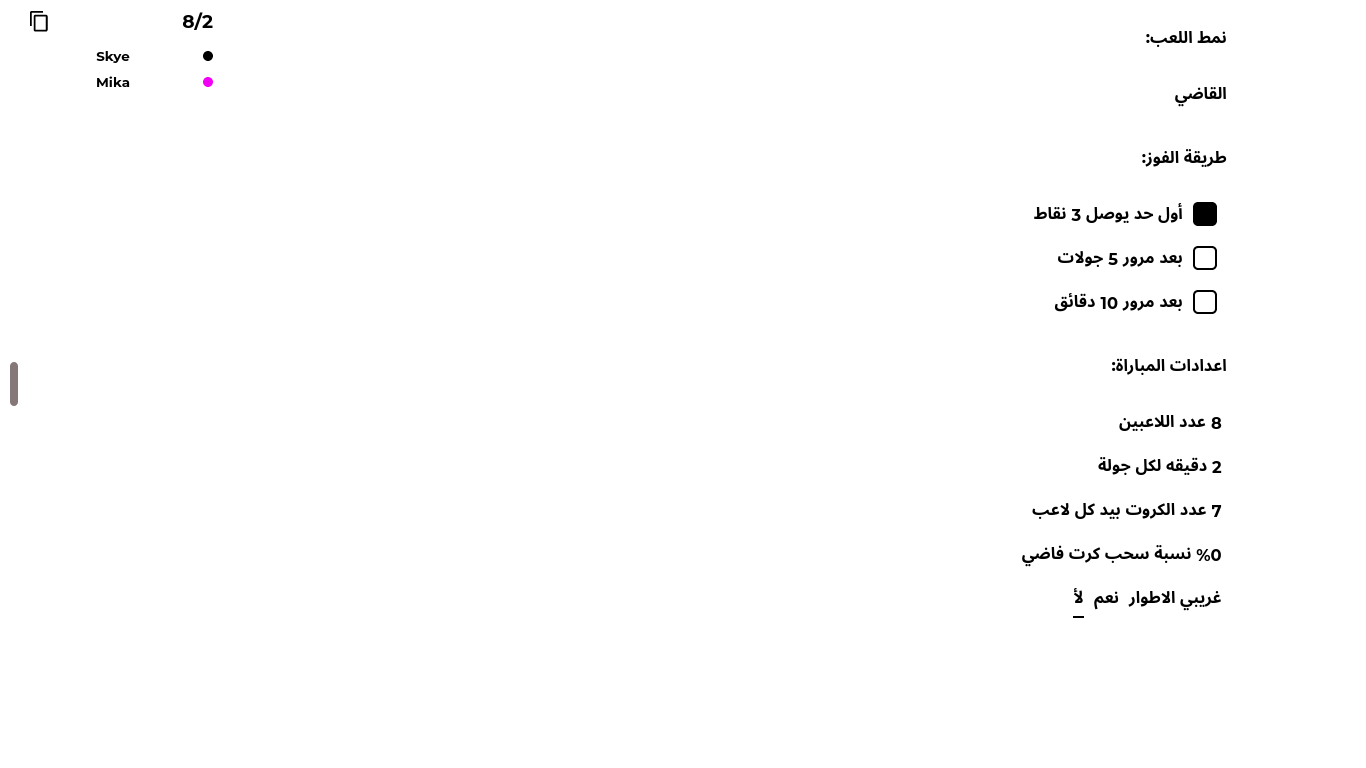 8/2
Skye
Mika
نمط اللعب:
القاضي
طريقة الفوز:
أول حد يوصل 3 نقاط
بعد مرور 5 جولات
بعد مرور 10 دقائق
اعدادات المباراة:
8 عدد اللاعبين
2 دقيقه لكل جولة
7 عدد الكروت بيد كل لاعب
%0 نسبة سحب كرت فاضي
غريبي الاطوار نعم لأ